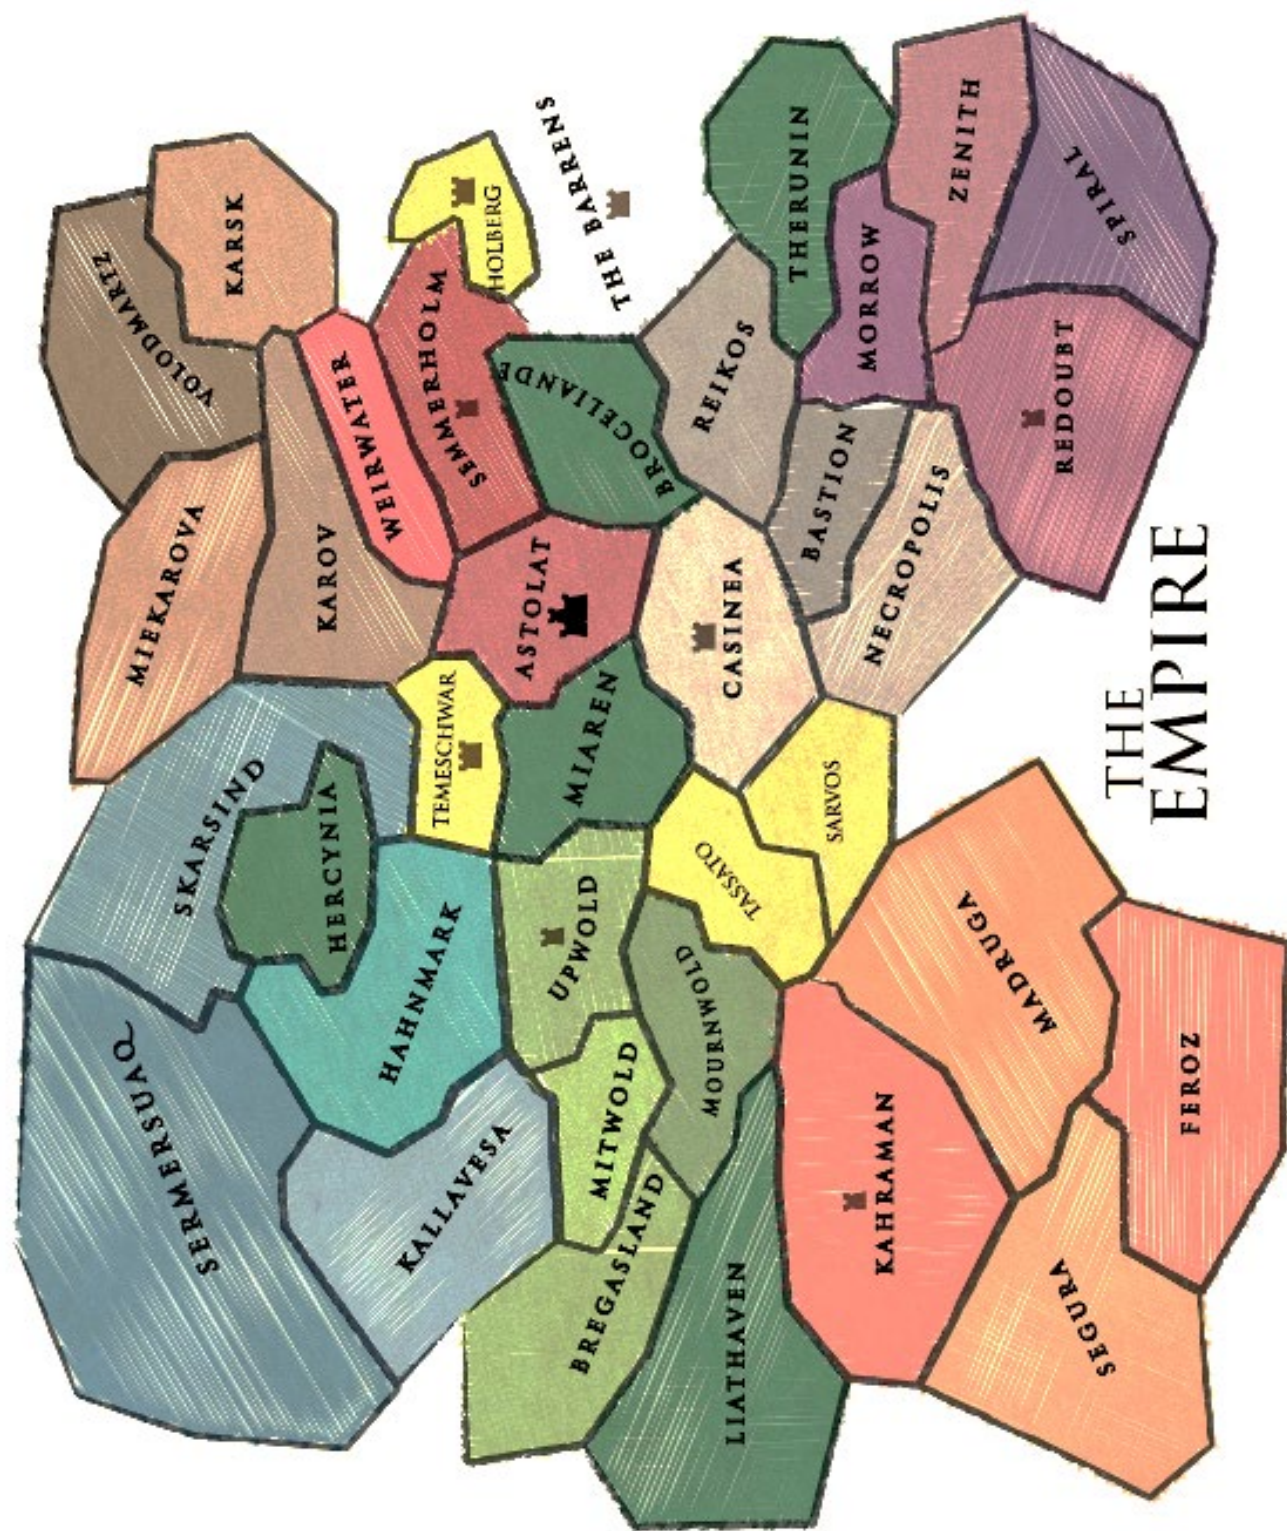 SERMERSUAQ
SKARSIND
MIEKAROVA
VOLODMARTZ
KARSK
HERCYNIA
KAROV
WEIRWATER
KALLAVESA
HAHNMARK
TEMESCHWAR
SEMMERHOLM
HOLBERG
ASTOLAT
BROCELIANDE
THE BARRENS
BREGASLAND
MITWOLD
UPWOLD
MIAREN
LIATHAVEN
MOURNWOLD
TASSATO
CASINEA
REIKOS
THERUNIN
SARVOS
BASTION
MORROW
KAHRAMAN
NECROPOLIS
ZENITH
MADRUGA
REDOUBT
SPIRAL
SEGURA
FEROZ
THE
EMPIRE